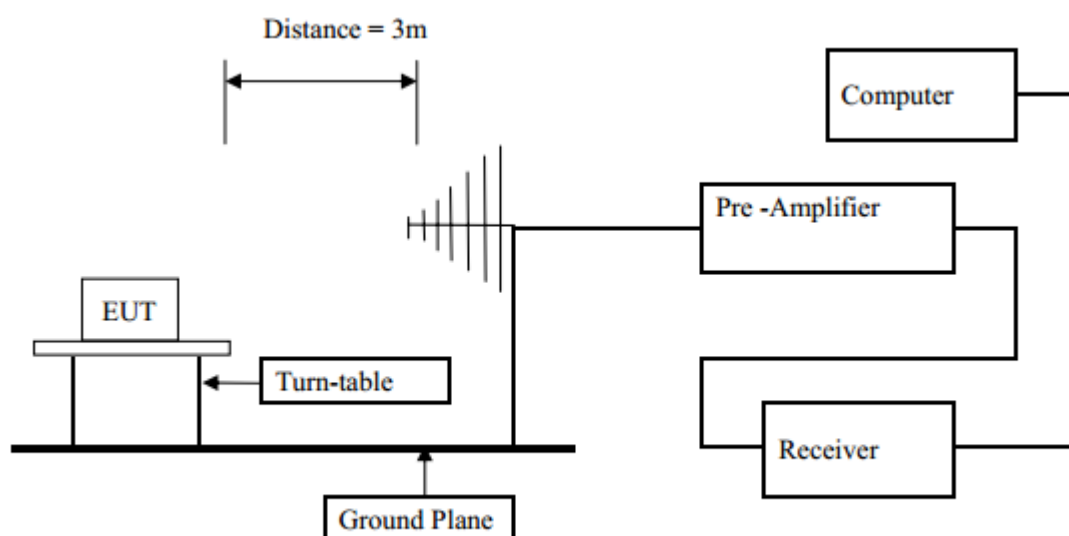 Distance = 3m
Computer
Pre -Amplifier
EUT
Turn-table
Receiver
Ground Plane